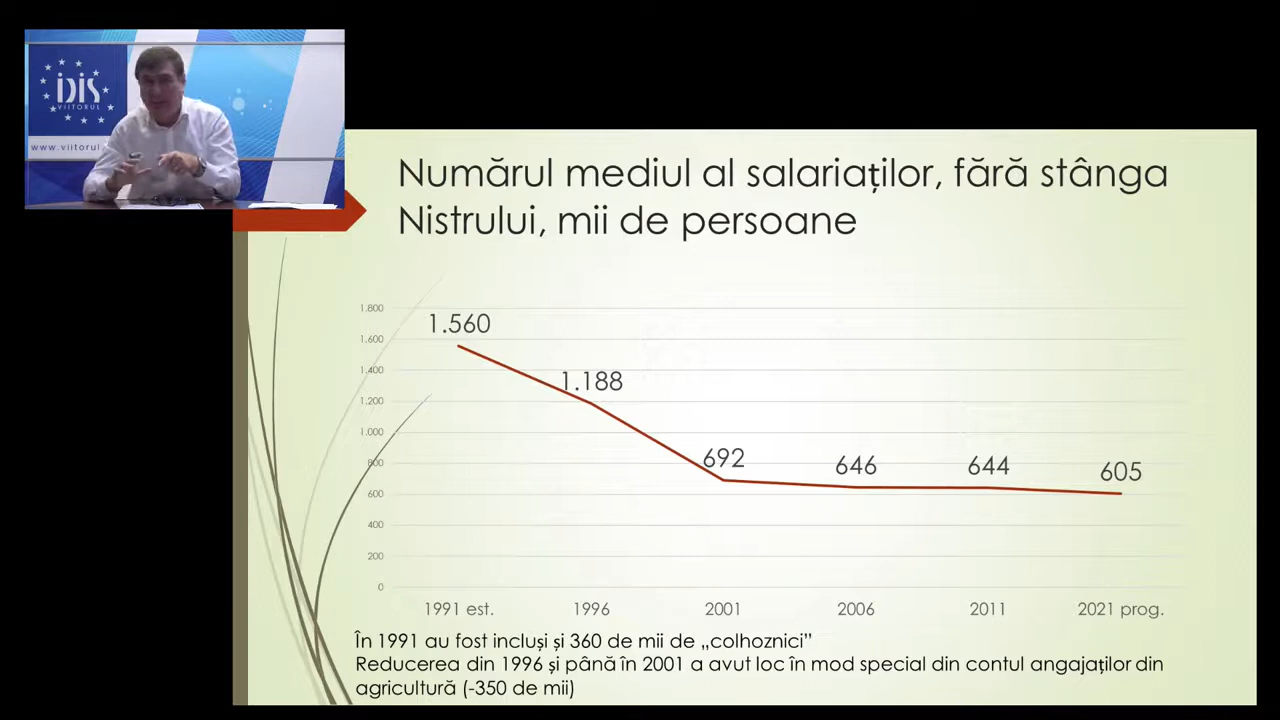 IDIS
VIITORUL
www.viitorul.
Numărul mediul al salariaților, fără stânga
Nistrului, mii de persoane
1.800
1.600
1.400
1.200
1.000
800
600
400
200
0
1.560
1.188
692
646
644
605
1991 est.
1996
2001
2006
2011
2021 prog.
În 1991 au fost incluși și 360 de mii de „colhoznici”
Reducerea din 1996 și până în 2001 a avut loc în mod special din contul angajaților din
agricultură (-350 de mii)